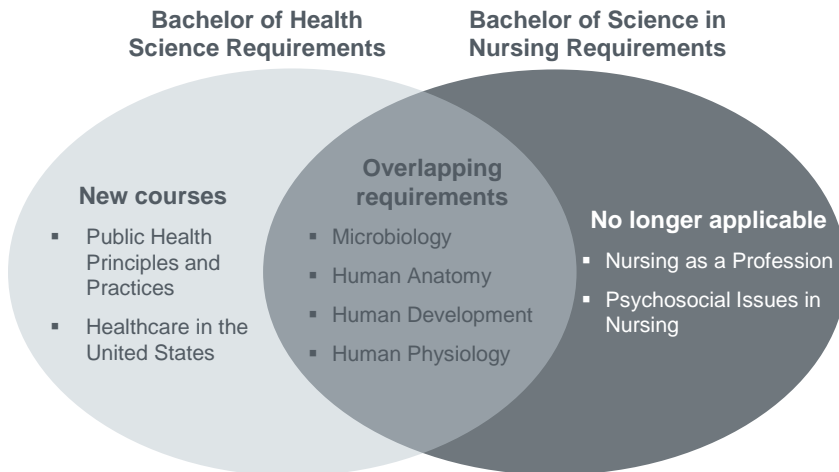 Bachelor of Health
Science Requirements
Bachelor of Science in
Nursing Requirements
New courses
▪ Public Health
Principles and
Practices
▪ Healthcare in the
United States
Overlapping
requirements
▪ Microbiology
▪ Human Anatomy
▪ Human Development
▪ Human Physiology
No longer applicable
▪ Nursing as a Profession
▪ Psychosocial Issues in
Nursing